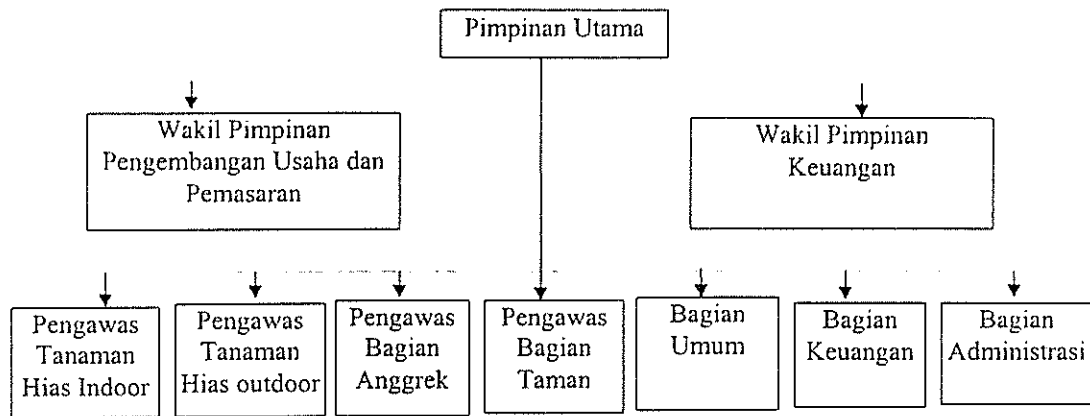 Pimpinan Utama
Wakil Pimpinan
Pengembangan Usaha dan
Pemasaran
Wakil Pimpinan
Keuangan
Pengawas
Tanaman
Hias Indoor
Pengawas
Tanaman
Hias outdoor
Pengawas
Bagian
Anggrek
Pengawas
Bagian
Taman
Bagian
Umum
Bagian
Keuangan
Bagian
Administrasi